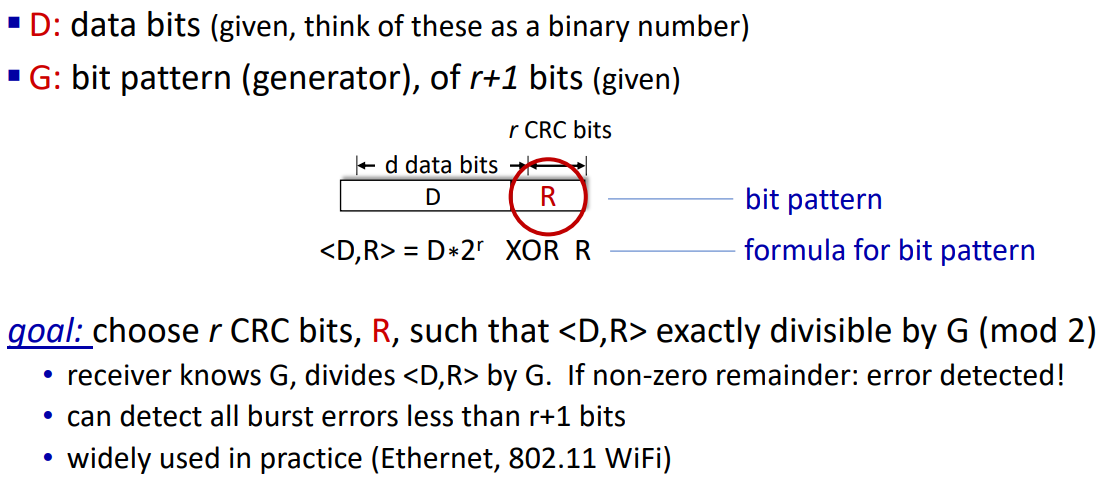 ▪ D: data bits (given, think of these as a binary number)
▪ G: bit pattern (generator), of r+1 bits (given)
r CRC bits
d data bits
D R bit pattern
<D,R> = D*2ʳ XOR R formula for bit pattern
goal: choose r CRC bits, R, such that <D,R> exactly divisible by G (mod 2)
• receiver knows G, divides <D,R> by G. If non-zero remainder: error detected!
• can detect all burst errors less than r+1 bits
• widely used in practice (Ethernet, 802.11 WiFi)